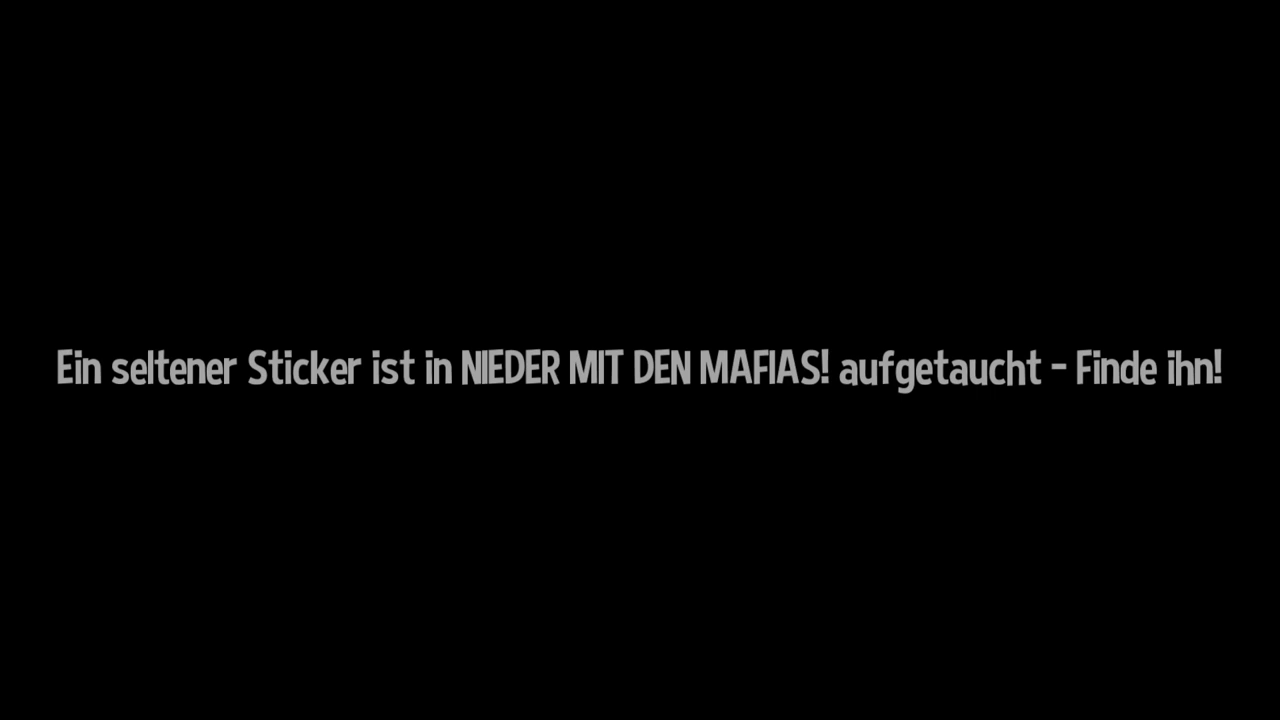 Ein seltener Sticker ist in NIEDER MIT DEN MAFIAS! aufgetaucht - Finde ihn!